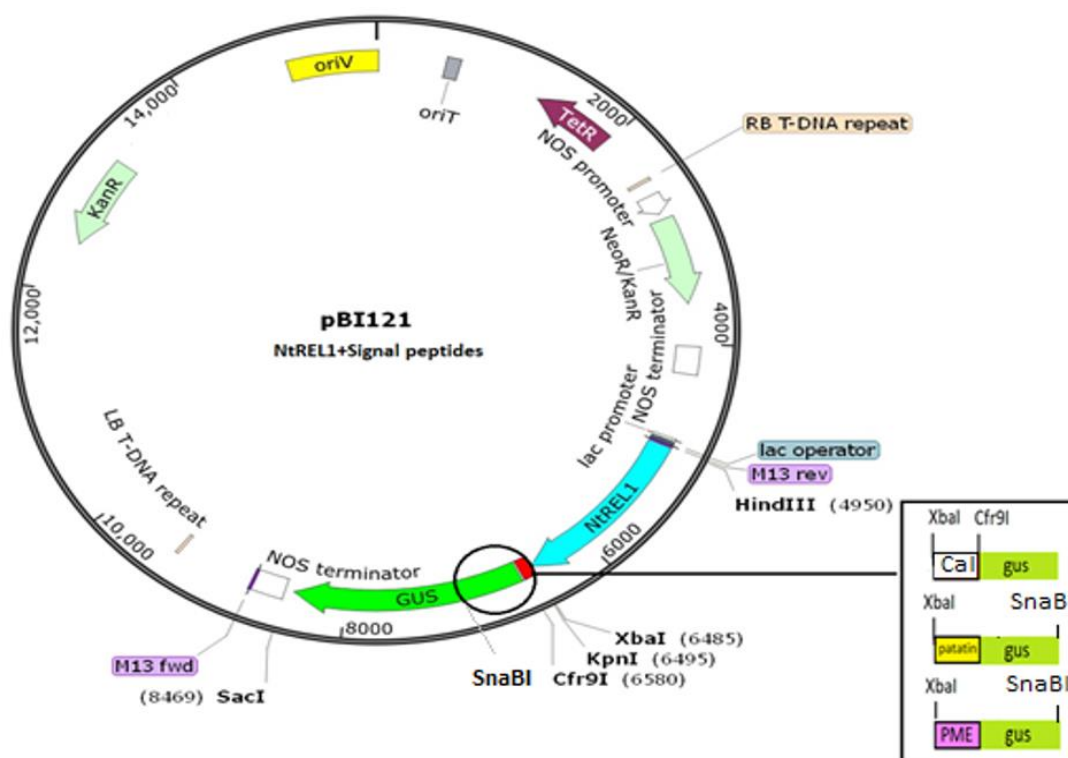 oriV
oriT
14,000
2000
TetR
RB T-DNA repeat
NOS promoter
KanR
NeoR/KanR
12,000
pBI121
NtREL1+Signal peptides
4000
NOS terminator
lac promoter
lac operator
M13 rev
HindIII (4950)
LB T-DNA repeat
NtREL1
6000
10,000
NOS terminator
GUS
8000
XbaI (6485)
KpnI (6495)
SnaBI Cfr9I (6580)
M13 fwd
(8469) SacI
XbaI Cfr9I
Cal gus
XbaI SnaB
patatin gus
XbaI SnaBI
PME gus